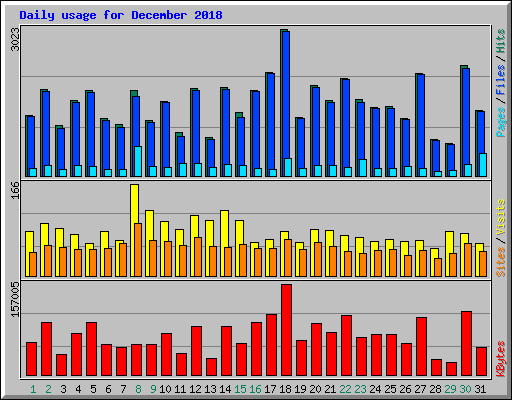 Daily usage for December 2018
3023
Pages / Files / Hits
166
Sites / Visits
157005
KBytes
1 2 3 4 5 6 7 8 9 10 11 12 13 14 15 16 17 18 19 20 21 22 23 24 25 26 27 28 29 30 31